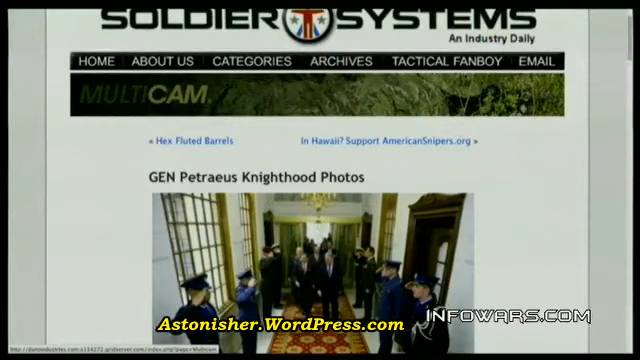 SOLDIER SYSTEMS
An Industry Daily
HOME ABOUT US CATEGORIES ARCHIVES TACTICAL FANBOY EMAIL
MULTICAM.
« Hex Fluted Barrels In Hawaii? Support AmericanSnipers.org »
GEN Petraeus Knighthood Photos
INFOWARS.COM
Astonisher.WordPress.com